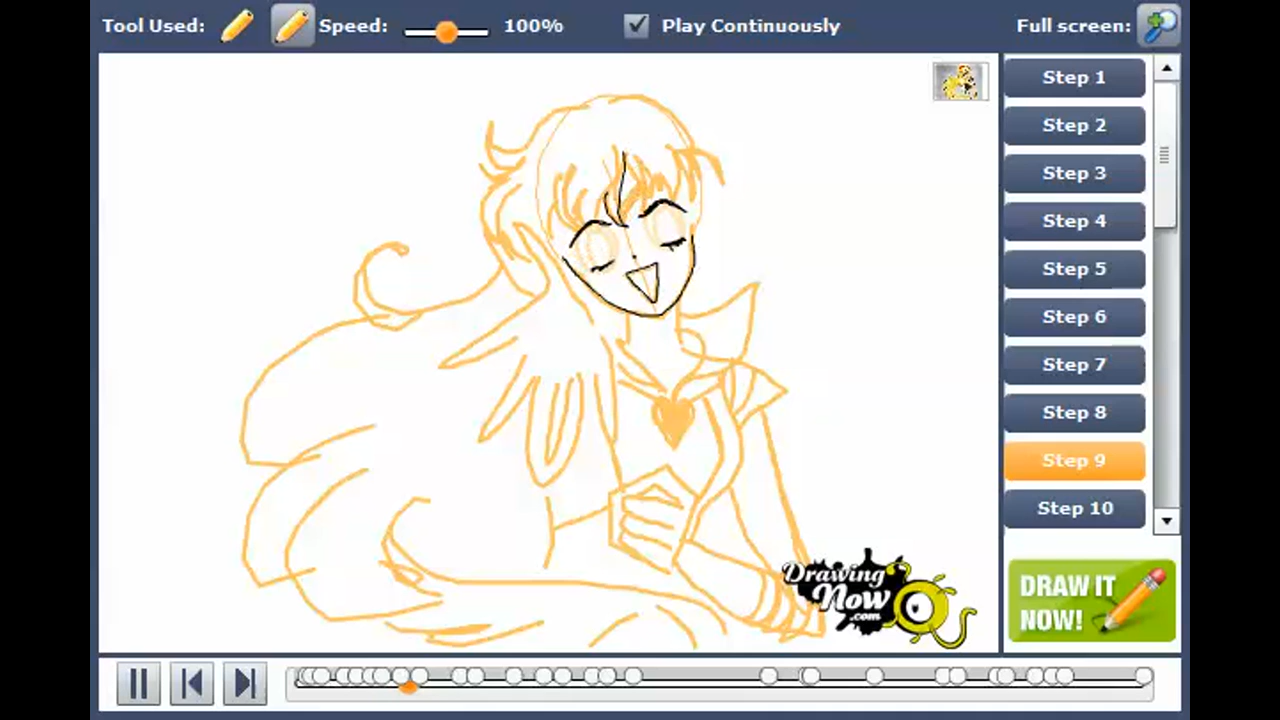 Tool Used:
Speed:
100%
Play Continuously
Full screen:
Step 1
Step 2
Step 3
Step 4
Step 5
Step 6
Step 7
Step 8
Step 9
Step 10
Drawing
Now
.com
DRAW IT
NOW!